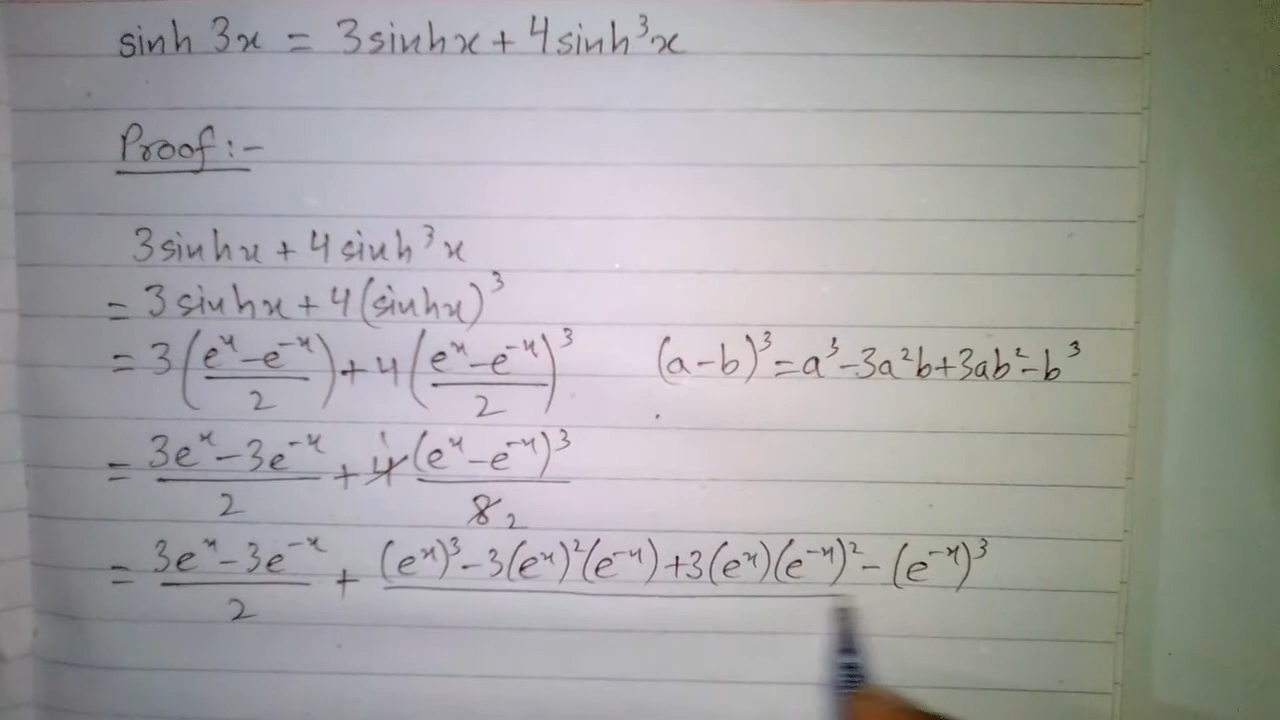 sinh 3x = 3sinhx + 4sinh³x
Proof :-
3sinhx + 4sinh³x
= 3sinhx + 4(sinhx)³
= 3((eˣ-e⁻ˣ)/2) + 4((eˣ-e⁻ˣ)/2)³ (a-b)³=a³-3a²b+3ab²-b³
= (3eˣ-3e⁻ˣ)/2 + 4 1 (eˣ-e⁻ˣ)³/8 2
= (3eˣ-3e⁻ˣ)/2 + (eˣ)³-3(eˣ)²(e⁻ˣ)+3(eˣ)(e⁻ˣ)²-(e⁻ˣ)³